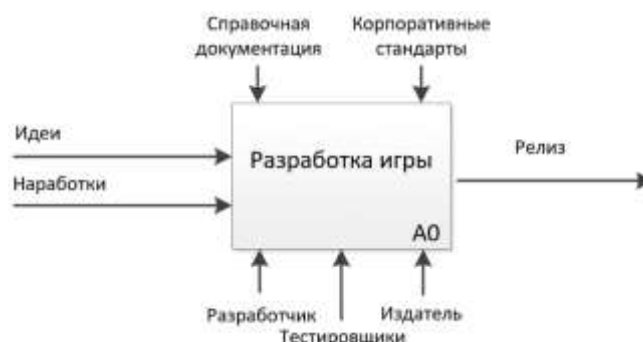 Справочная
документация
Корпоративные
стандарты
Идеи
Наработки
Разработка игры
Релиз
A0
Разработчик
Тестировщики
Издатель